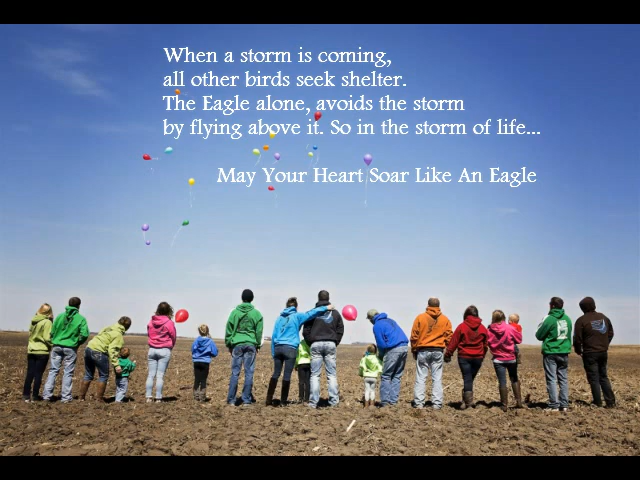 When a storm is coming,
all other birds seek shelter.
The Eagle alone, avoids the storm
by flying above it. So in the storm of life...
May Your Heart Soar Like An Eagle